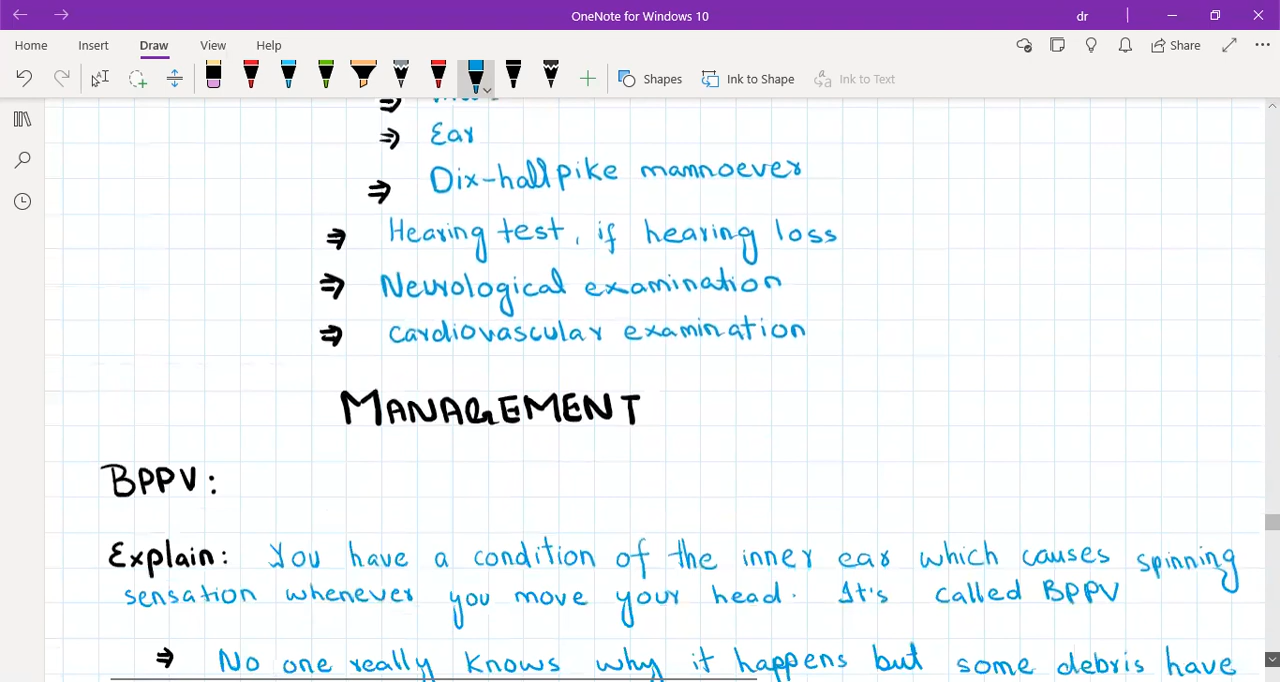 OneNote for Windows 10
dr
Home
Insert
Draw
View
Help
Share
Shapes
Ink to Shape
Ink to Text
⇒ Ear
⇒ Dix-hallpike mannoever
⇒ Hearing test, if hearing loss
⇒ Neurological examination
⇒ cardiovascular examination
MANAGEMENT
BPPV:
Explain: You have a condition of the inner ear which causes spinning
sensation whenever you move your head. It's called BPPV
⇒ No one really knows why it happens but some debris have